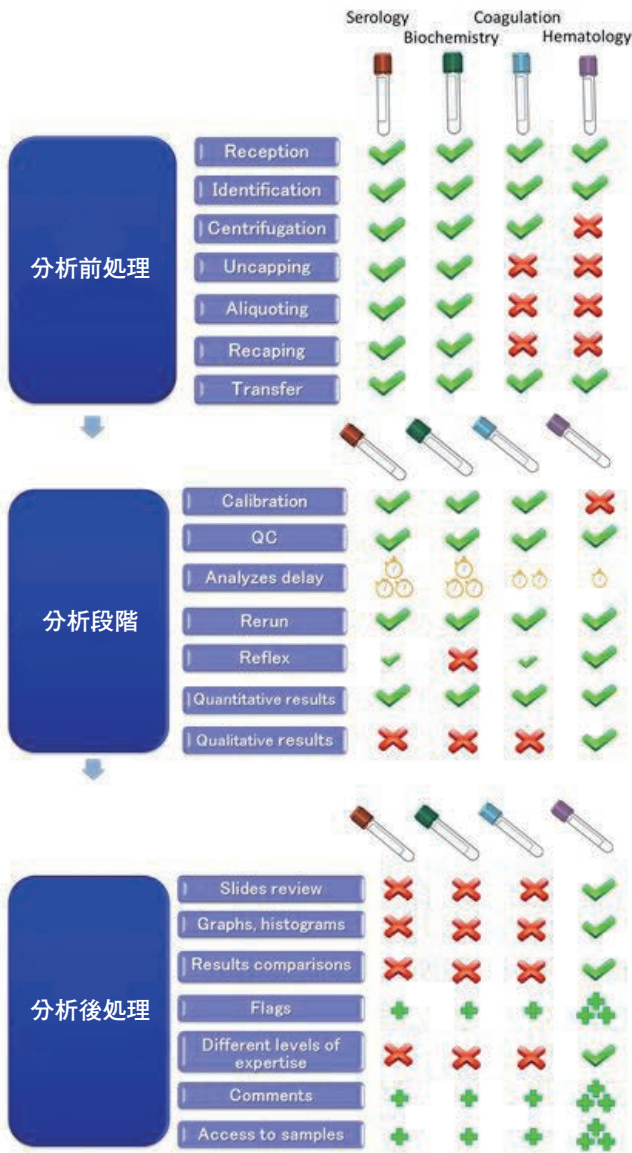 Serology
Coagulation
Biochemistry
Hematology
分析前処理
Reception
Identification
Centrifugation
Uncapping
Aliquoting
Recaping
Transfer
分析段階
Calibration
QC
Analyzes delay
Rerun
Reflex
Quantitative results
Qualitative results
分析後処理
Slides review
Graphs, histograms
Results comparisons
Flags
Different levels of
expertise
Comments
Access to samples